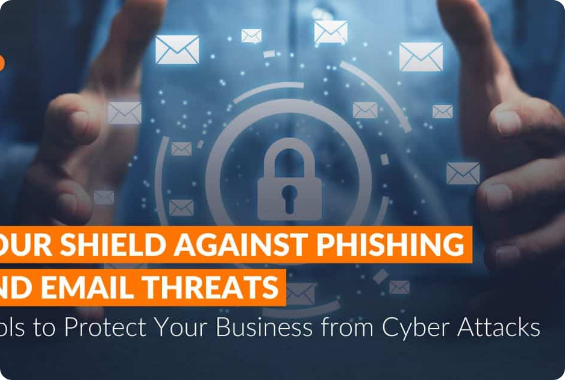 OUR SHIELD AGAINST PHISHING
ND EMAIL THREATS
ols to Protect Your Business from Cyber Attacks